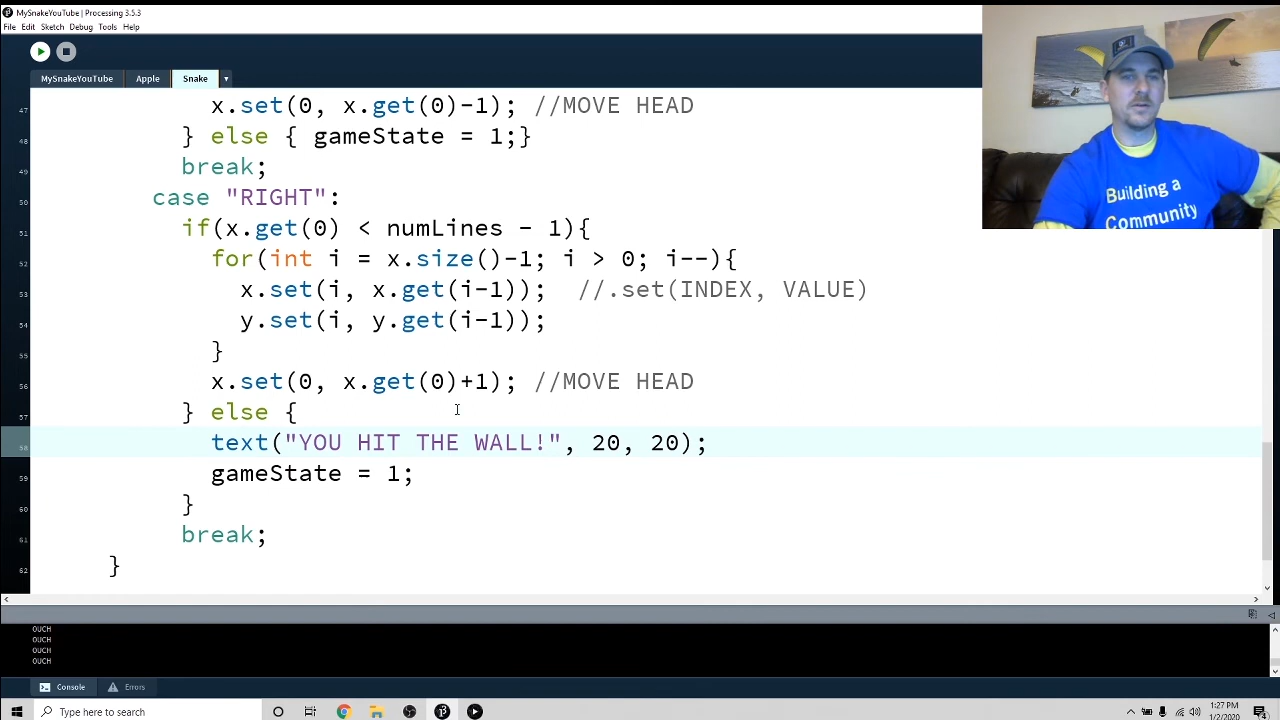 MySnakeYouTube | Processing 3.5.3
File Edit Sketch Debug Tools Help
MySnakeYouTube Apple Snake
47 x.set(0, x.get(0)-1); //MOVE HEAD
48 } else { gameState = 1;}
49 break;
50 case "RIGHT":
51 if(x.get(0) < numLines - 1){
52 for(int i = x.size()-1; i > 0; i--){
53 x.set(i, x.get(i-1)); //.set(INDEX, VALUE)
54 y.set(i, y.get(i-1));
55 }
56 x.set(0, x.get(0)+1); //MOVE HEAD
57 } else {
58 text("YOU HIT THE WALL!", 20, 20);
59 gameState = 1;
60 }
61 break;
62 }
Building a
Community
OUCH
OUCH
OUCH
OUCH
Console Errors
Type here to search
1:27 PM